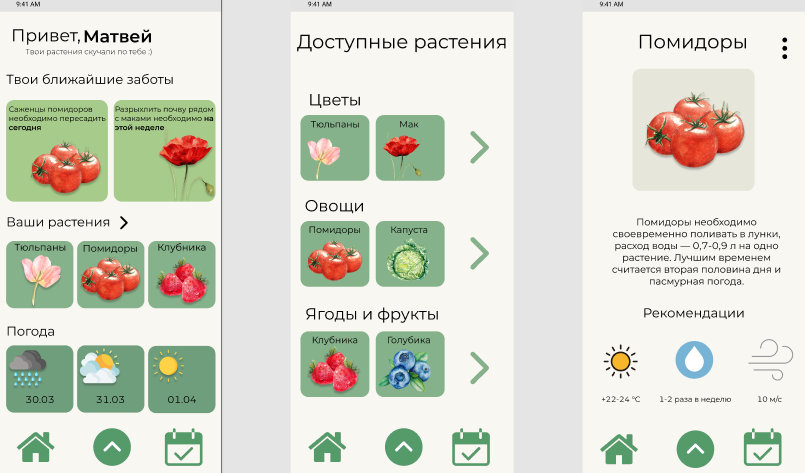 9:41 AM
Привет, Матвей
Твои растения скучали по тебе :)
Твои ближайшие заботы
Саженцы помидоров
необходимо пересадить
сегодня
Разрыхлить почву рядом
с маками необходимо на
этой неделе
Ваши растения
Тюльпаны
Помидоры
Клубника
Погода
30.03
31.03
01.04
9:41 AM
Доступные растения
Цветы
Тюльпаны
Мак
Овощи
Помидоры
Капуста
Ягоды и фрукты
Клубника
Голубика
9:41 AM
Помидоры
Помидоры необходимо
своевременно поливать в лунки,
расход воды — 0,7-0,9 л на одно
растение. Лучшим временем
считается вторая половина дня и
пасмурная погода.
Рекомендации
+22-24 °C
1-2 раза в неделю
10 м/с